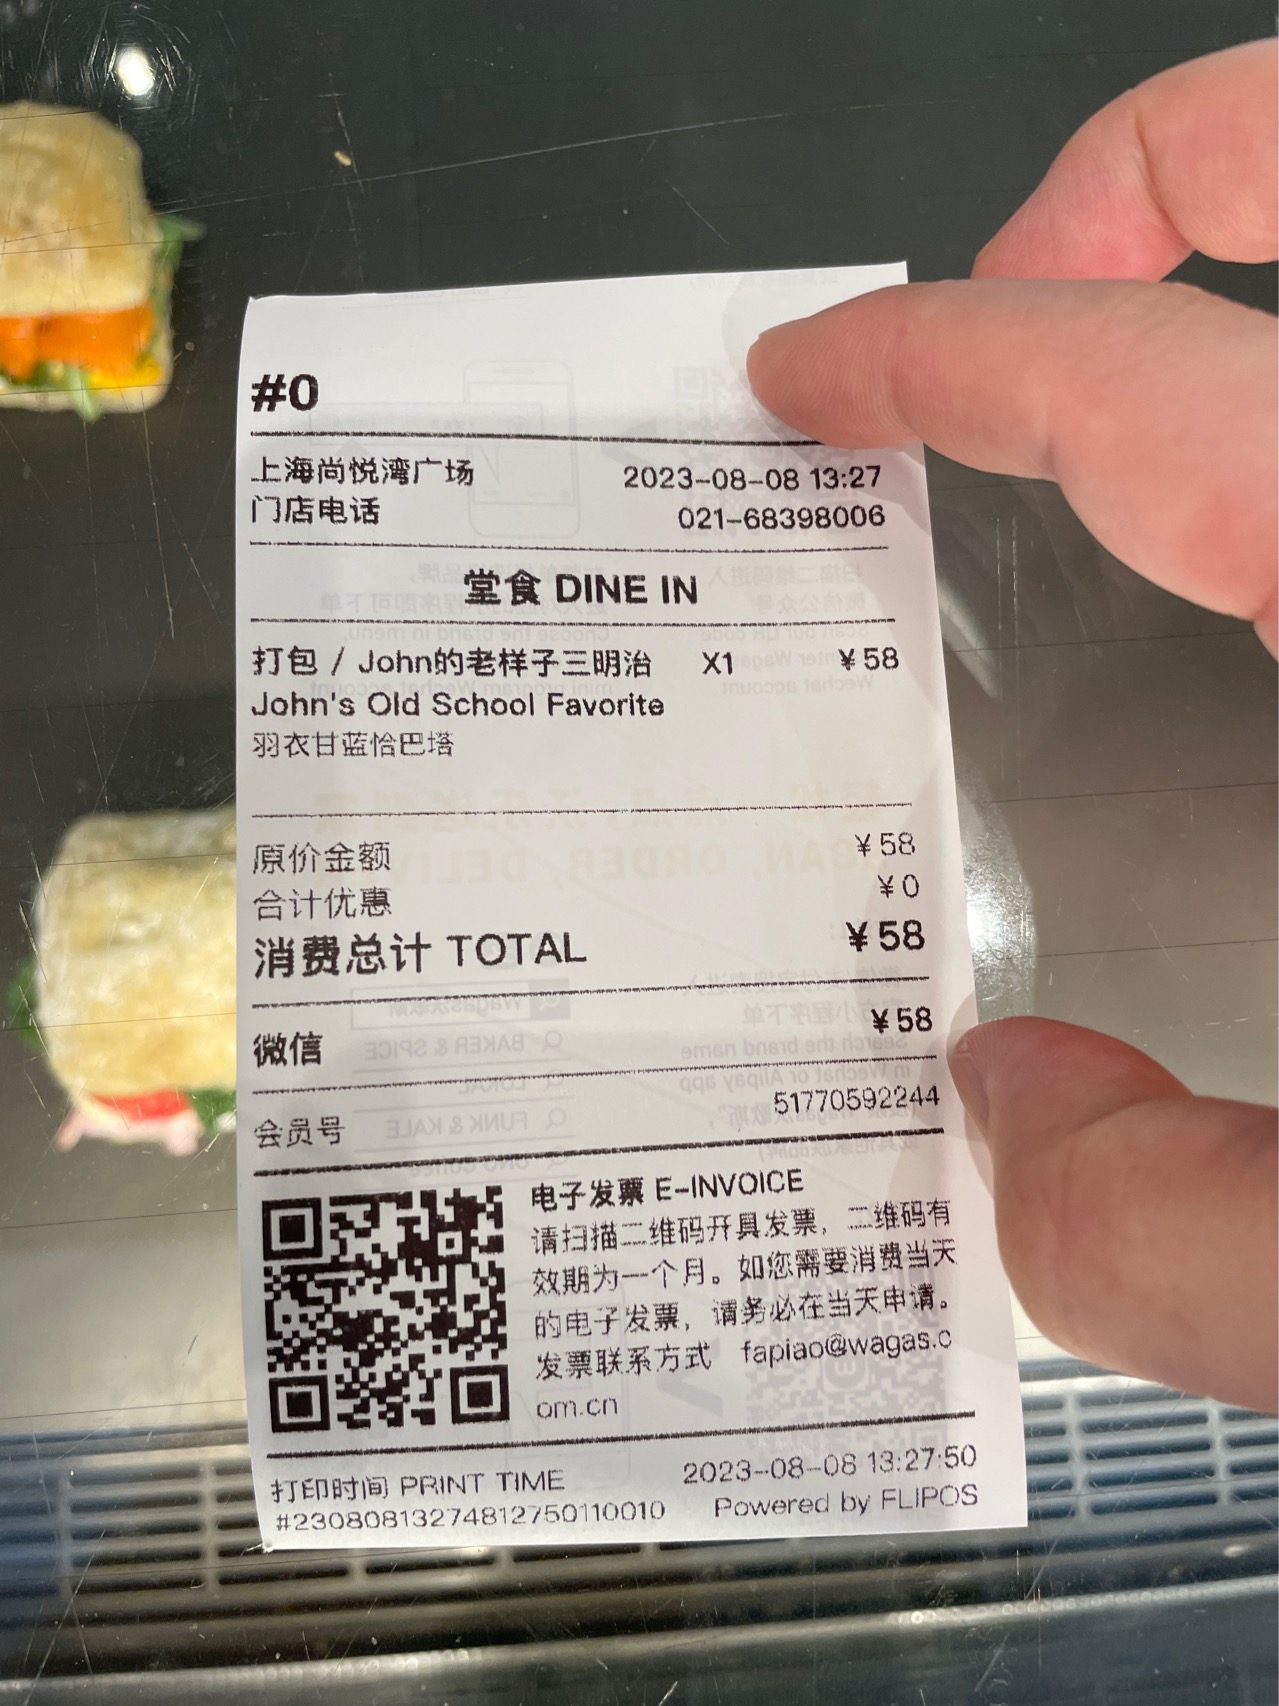 #0
上海尚悦湾广场 2023-08-08 13:27
门店电话 021-68398006
堂食 DINE IN
打包 / John的老样子三明治 X1 ¥58
John's Old School Favorite
羽衣甘蓝恰巴塔
原价金额 ¥58
合计优惠 ¥0
消费总计 TOTAL ¥58
微信 ¥58
会员号 51770592244
电子发票 E-INVOICE
请扫描二维码开具发票，二维码有
效期为一个月。如您需要消费当天
的电子发票，请务必在当天申请。
发票联系方式 fapiao@wagas.c
om.cn
打印时间 PRINT TIME 2023-08-08 13:27:50
#230808132748127501​10010 Powered by FLIPOS